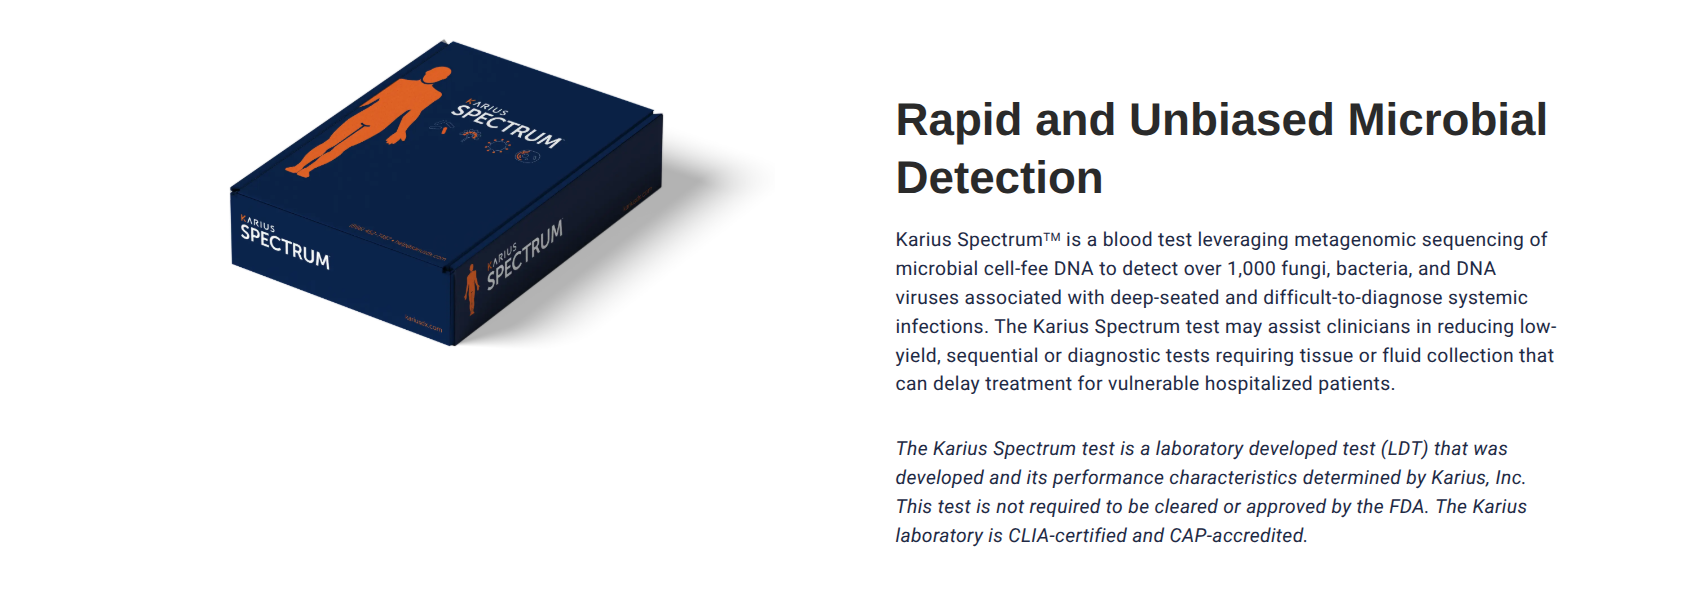 KARIUS
SPECTRUM
KARIUS
SPECTRUM
KARIUS
SPECTRUM
kariusdx.com
Rapid and Unbiased Microbial
Detection
Karius Spectrum™ is a blood test leveraging metagenomic sequencing of
microbial cell-fee DNA to detect over 1,000 fungi, bacteria, and DNA
viruses associated with deep-seated and difficult-to-diagnose systemic
infections. The Karius Spectrum test may assist clinicians in reducing low-
yield, sequential or diagnostic tests requiring tissue or fluid collection that
can delay treatment for vulnerable hospitalized patients.
The Karius Spectrum test is a laboratory developed test (LDT) that was
developed and its performance characteristics determined by Karius, Inc.
This test is not required to be cleared or approved by the FDA. The Karius
laboratory is CLIA-certified and CAP-accredited.